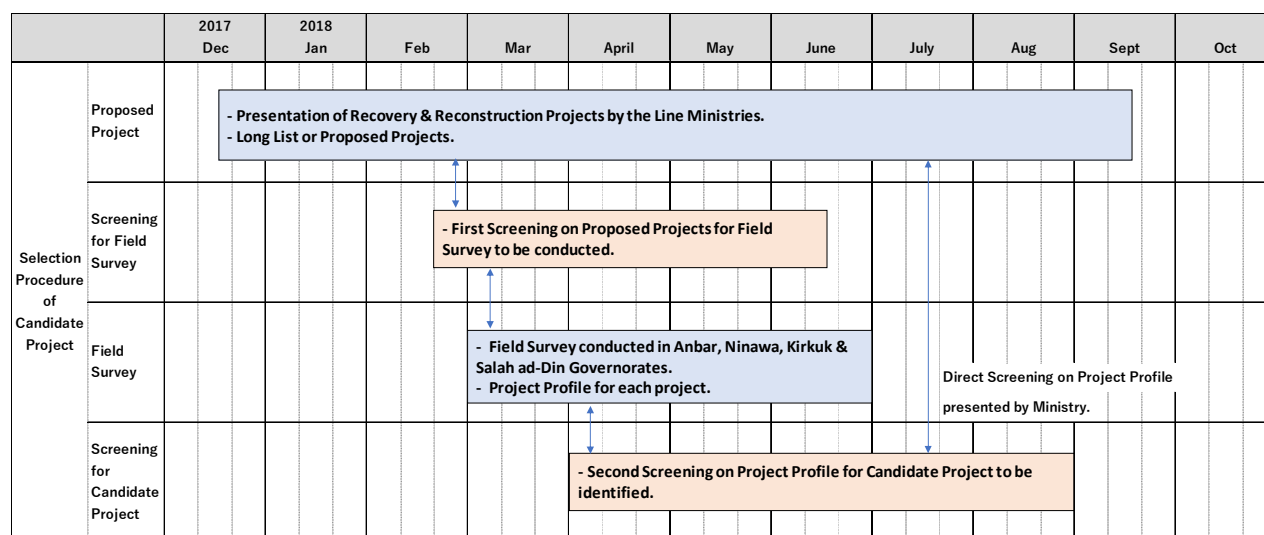 2017
Dec
2018
Jan
Feb
Mar
April
May
June
July
Aug
Sept
Oct
Selection
Procedure
of
Candidate
Project
Proposed
Project
- Presentation of Recovery & Reconstruction Projects by the Line Ministries.
- Long List or Proposed Projects.
Screening
for Field
Survey
- First Screening on Proposed Projects for Field
Survey to be conducted.
Field
Survey
- Field Survey conducted in Anbar, Ninawa, Kirkuk &
Salah ad-Din Governorates.
- Project Profile for each project.
Direct Screening on Project Profile
presented by Ministry.
Screening
for
Candidate
Project
- Second Screening on Project Profile for Candidate Project to be
identified.